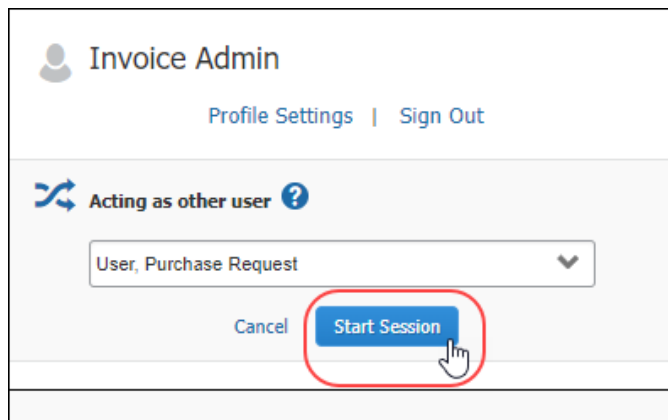 Invoice Admin
Profile Settings | Sign Out
Acting as other user ?
User, Purchase Request
Cancel Start Session